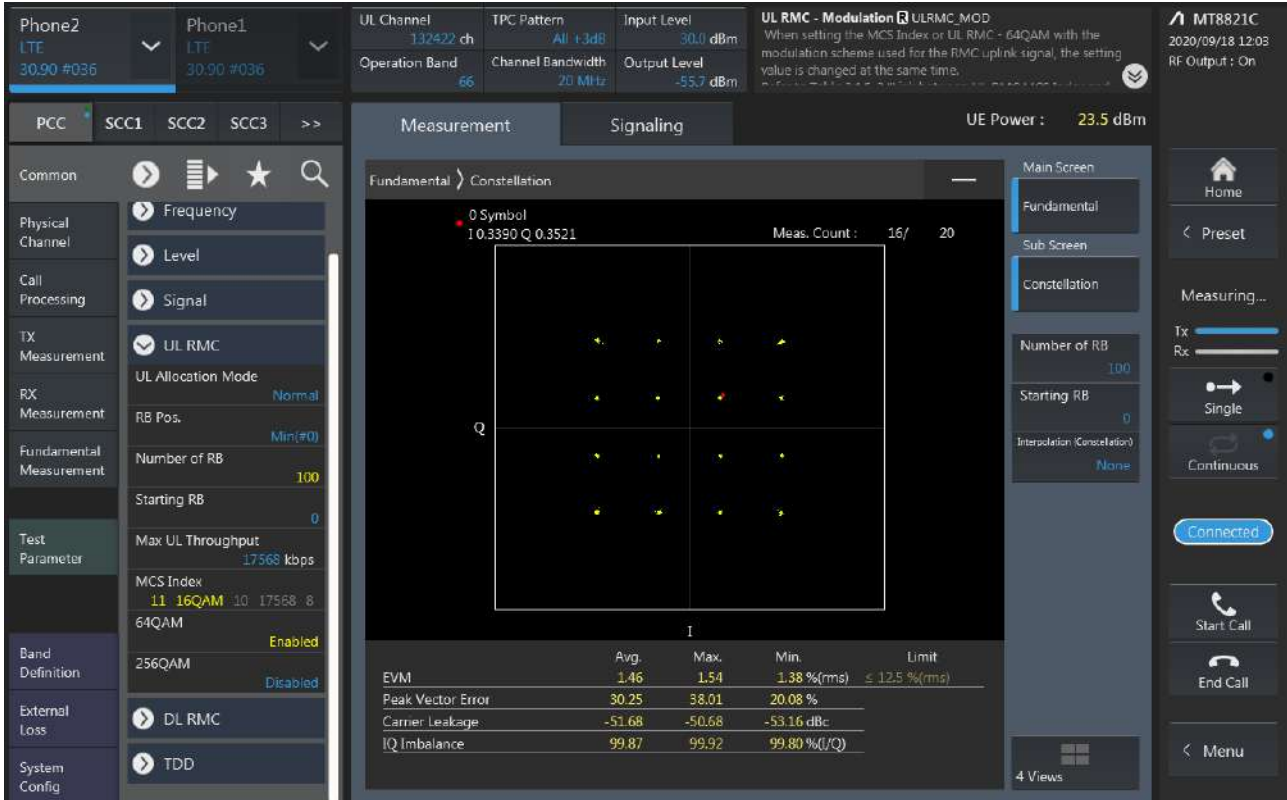 Phone2
LTE
30.90 #036
Phone1
LTE
30.90 #036
UL Channel
132422 ch
TPC Pattern
All +3dB
Input Level
30.0 dBm
Operation Band
66
Channel Bandwidth
20 MHz
Output Level
-55.7 dBm
UL RMC - Modulation R ULRMC_MOD
When setting the MCS Index or UL RMC - 64QAM with the
modulation scheme used for the RMC uplink signal, the setting
value is changed at the same time.
MT8821C
2020/09/18 12:03
RF Output : On
PCC SCC1 SCC2 SCC3 >>
Measurement
Signaling
UE Power : 23.5 dBm
Common
Physical
Channel
Call
Processing
TX
Measurement
RX
Measurement
Fundamental
Measurement
Test
Parameter
Band
Definition
External
Loss
System
Config
Frequency
Level
Signal
UL RMC
UL Allocation Mode
Normal
RB Pos.
Min(#0)
Number of RB
100
Starting RB
0
Max UL Throughput
17568 kbps
MCS Index
11 16QAM 10 17568 8
64QAM
Enabled
256QAM
Disabled
DL RMC
TDD
Fundamental > Constellation
0 Symbol
I 0.3390 Q 0.3521
Meas. Count : 16/ 20
Q
I
Avg. Max. Min. Limit
EVM 1.46 1.54 1.38 %(rms) ≤ 12.5 %(rms)
Peak Vector Error 30.25 38.01 20.08 %
Carrier Leakage -51.68 -50.68 -53.16 dBc
IQ Imbalance 99.87 99.92 99.80 %(I/Q)
Main Screen
Fundamental
Sub Screen
Constellation
Number of RB
100
Starting RB
0
Interpolation (Constellation)
None
4 Views
Home
< Preset
Measuring...
Tx
Rx
Single
Continuous
Connected
Start Call
End Call
< Menu